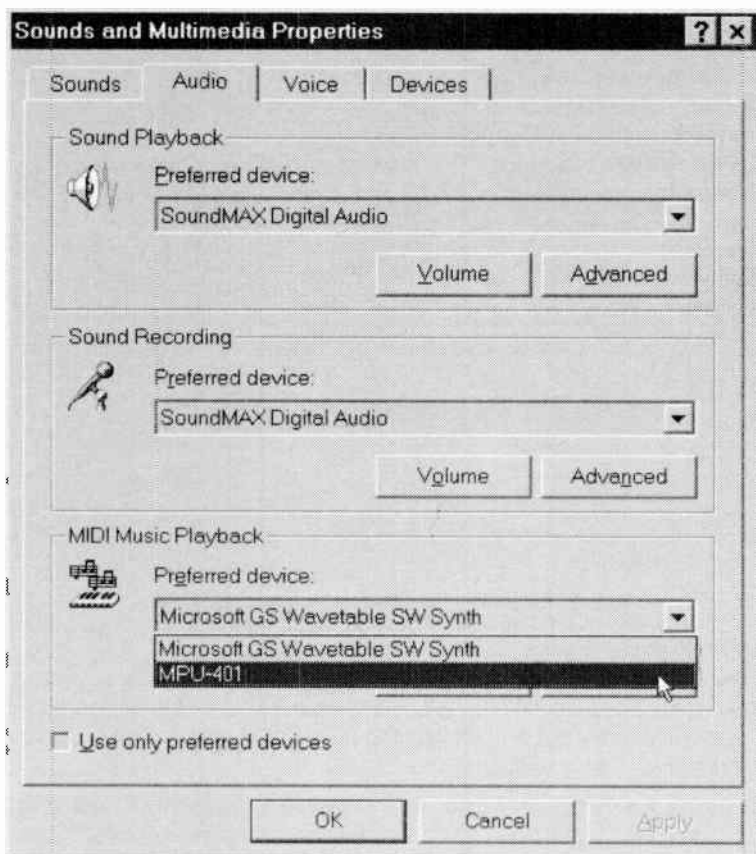 Sounds and Multimedia Properties
Sounds Audio Voice Devices
Sound Playback
Preferred device:
SoundMAX Digital Audio
Volume Advanced
Sound Recording
Preferred device:
SoundMAX Digital Audio
Volume Advanced
MIDI Music Playback
Preferred device:
Microsoft GS Wavetable SW Synth
Microsoft GS Wavetable SW Synth
MPU-401
Use only preferred devices
OK Cancel Apply